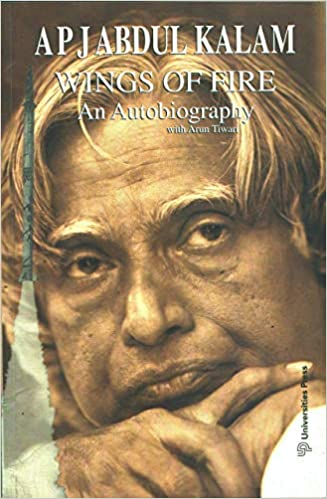 A P J ABDUL KALAM
WINGS OF FIRE
An Autobiography
with Arun Tiwari
Universities Press